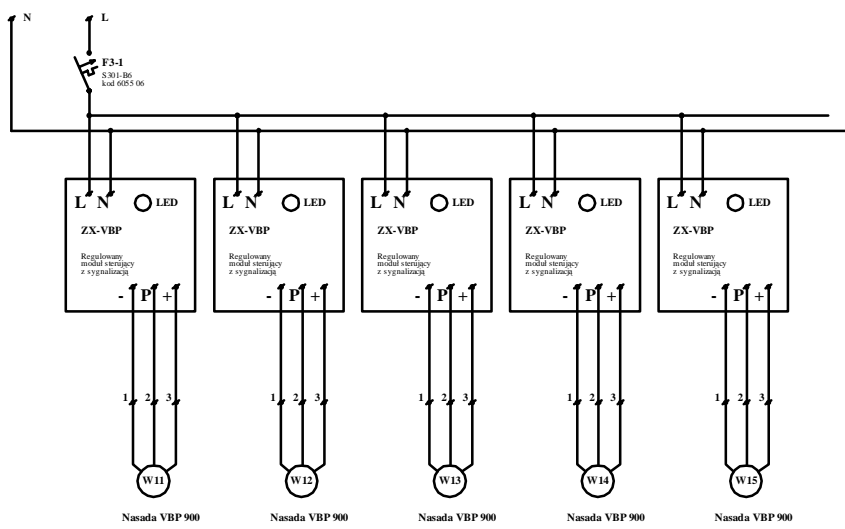 N L
F3-1
S301-B6
kod 6055 06
L N LED L N LED L N LED L N LED L N LED
ZX-VBP ZX-VBP ZX-VBP ZX-VBP ZX-VBP
Regulowany Regulowany Regulowany Regulowany Regulowany
moduł sterujący moduł sterujący moduł sterujący moduł sterujący moduł sterujący
z sygnalizacją z sygnalizacją z sygnalizacją z sygnalizacją z sygnalizacją
- P + - P + - P + - P + - P +
1 2 3 1 2 3 1 2 3 1 2 3 1 2 3
W11 W12 W13 W14 W15
Nasada VBP 900 Nasada VBP 900 Nasada VBP 900 Nasada VBP 900 Nasada VBP 900